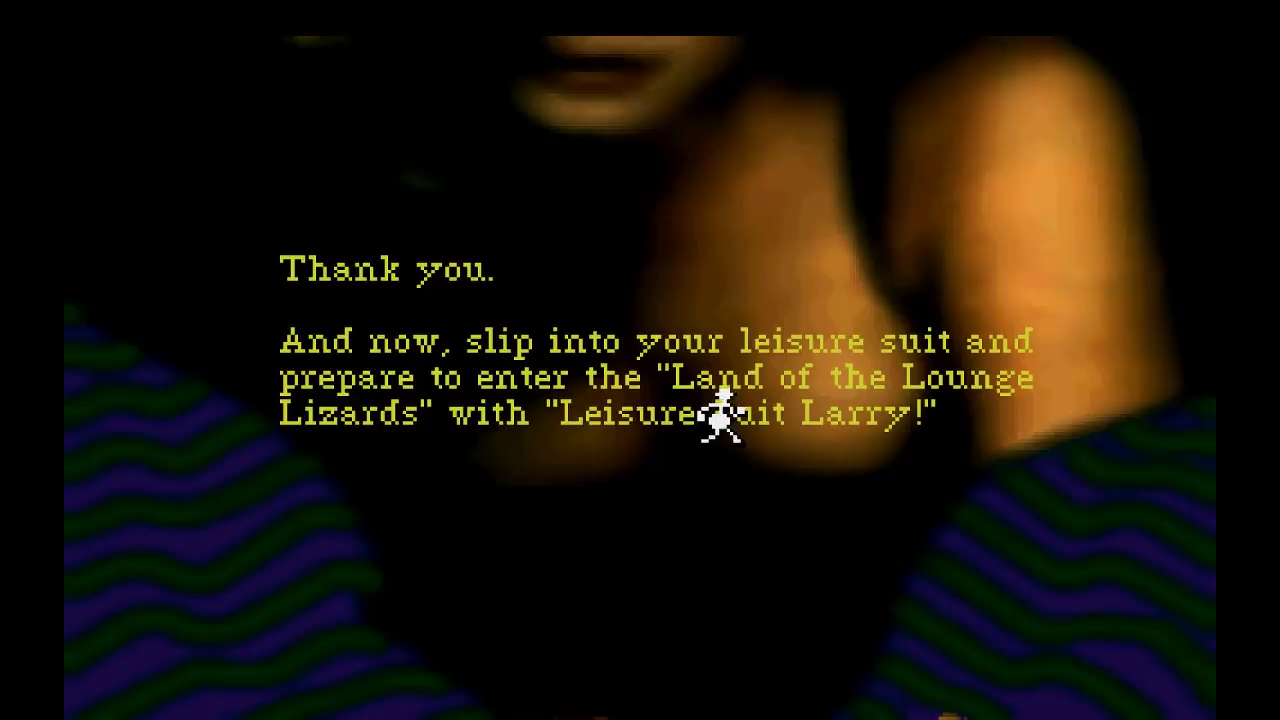 Thank you.
And now, slip into your leisure suit and
prepare to enter the "Land of the Lounge
Lizards" with "Leisure Suit Larry!"